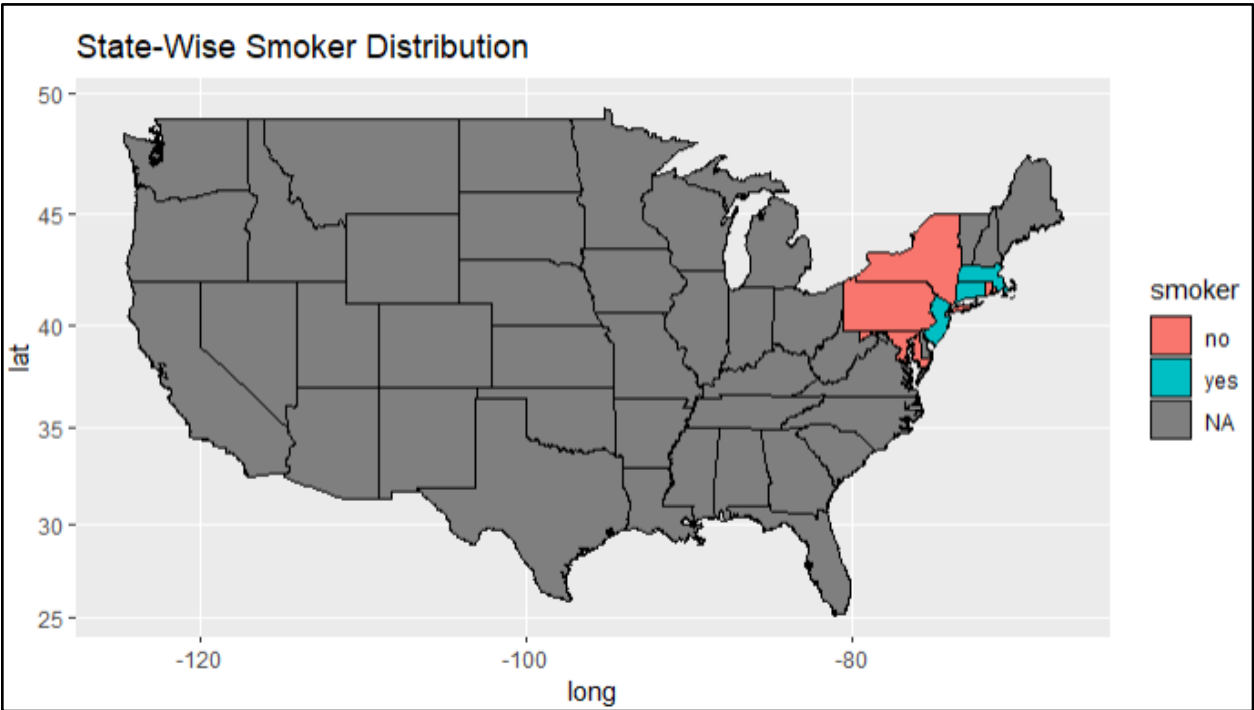 State-Wise Smoker Distribution
50
45
40
35
30
25
lat
-120
-100
-80
long
smoker
no
yes
NA